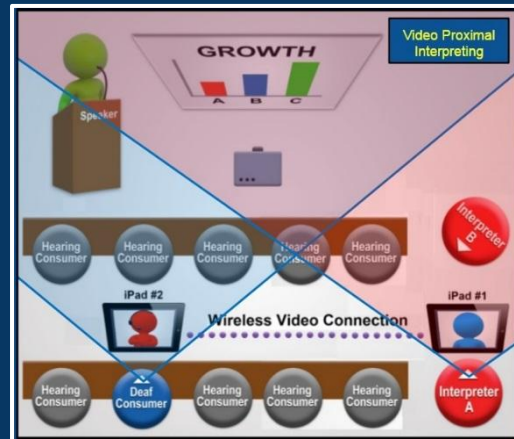 Video Proximal
Interpreting
GROWTH
A B C
Speaker
Hearing
Consumer
Hearing
Consumer
Hearing
Consumer
Hearing
Consumer
Hearing
Consumer
Interpreter
B
iPad #2
iPad #1
Wireless Video Connection
Hearing
Consumer
Deaf
Consumer
Hearing
Consumer
Hearing
Consumer
Hearing
Consumer
Interpreter
A